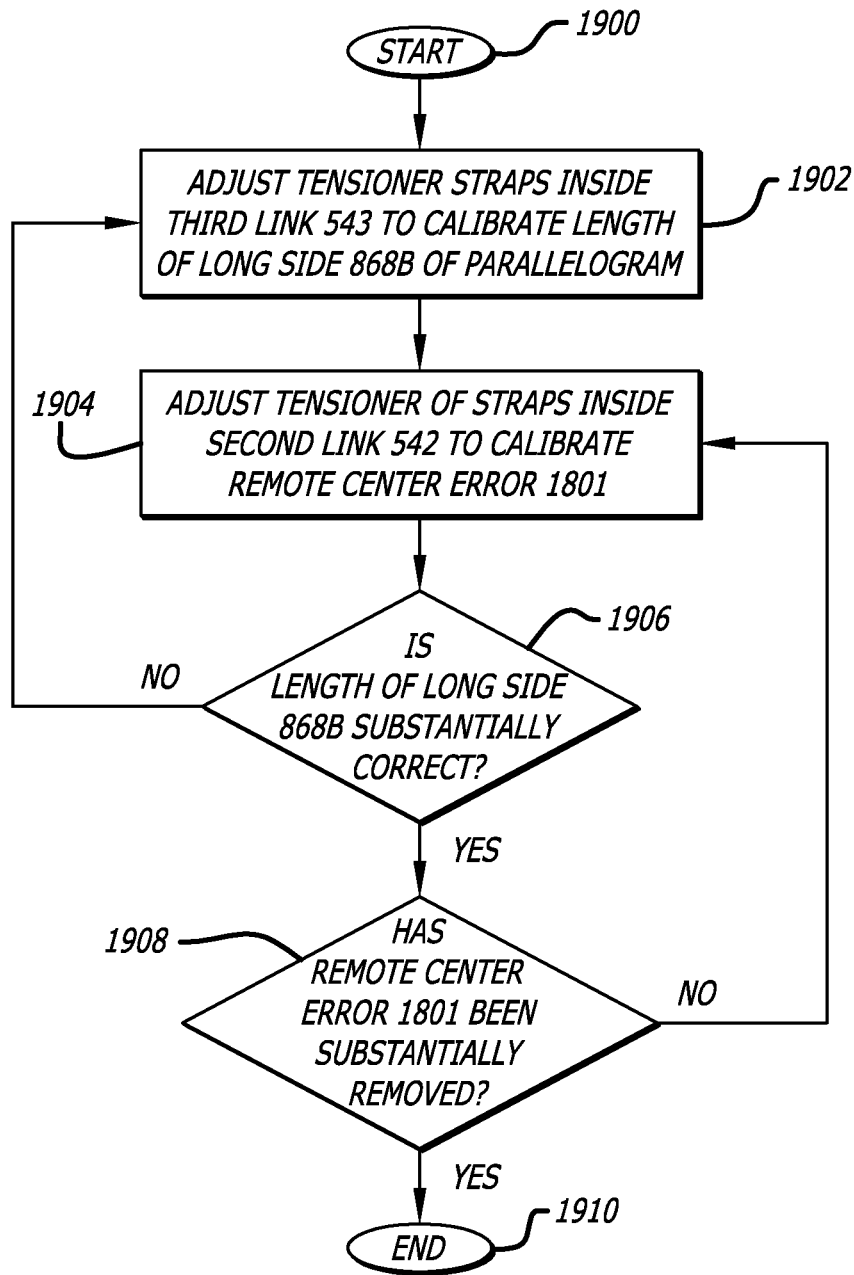 START
1900
ADJUST TENSIONER STRAPS INSIDE
THIRD LINK 543 TO CALIBRATE LENGTH
OF LONG SIDE 868B OF PARALLELOGRAM
1902
1904
ADJUST TENSIONER OF STRAPS INSIDE
SECOND LINK 542 TO CALIBRATE
REMOTE CENTER ERROR 1801
1906
IS
LENGTH OF LONG SIDE
868B SUBSTANTIALLY
CORRECT?
NO
YES
1908
HAS
REMOTE CENTER
ERROR 1801 BEEN
SUBSTANTIALLY
REMOVED?
NO
YES
END
1910